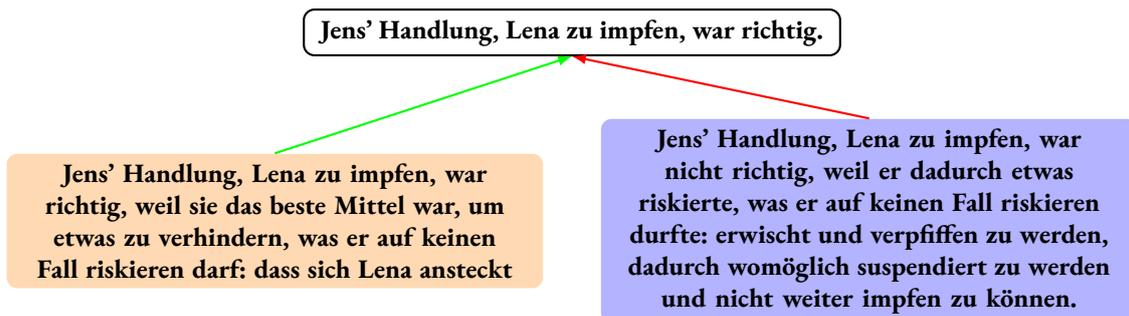 Jens’ Handlung, Lena zu impfen, war richtig.
Jens’ Handlung, Lena zu impfen, war
richtig, weil sie das beste Mittel war, um
etwas zu verhindern, was er auf keinen
Fall riskieren darf: dass sich Lena ansteckt
Jens’ Handlung, Lena zu impfen, war
nicht richtig, weil er dadurch etwas
riskierte, was er auf keinen Fall riskieren
durfte: erwischt und verpfiffen zu werden,
dadurch womöglich suspendiert zu werden
und nicht weiter impfen zu können.